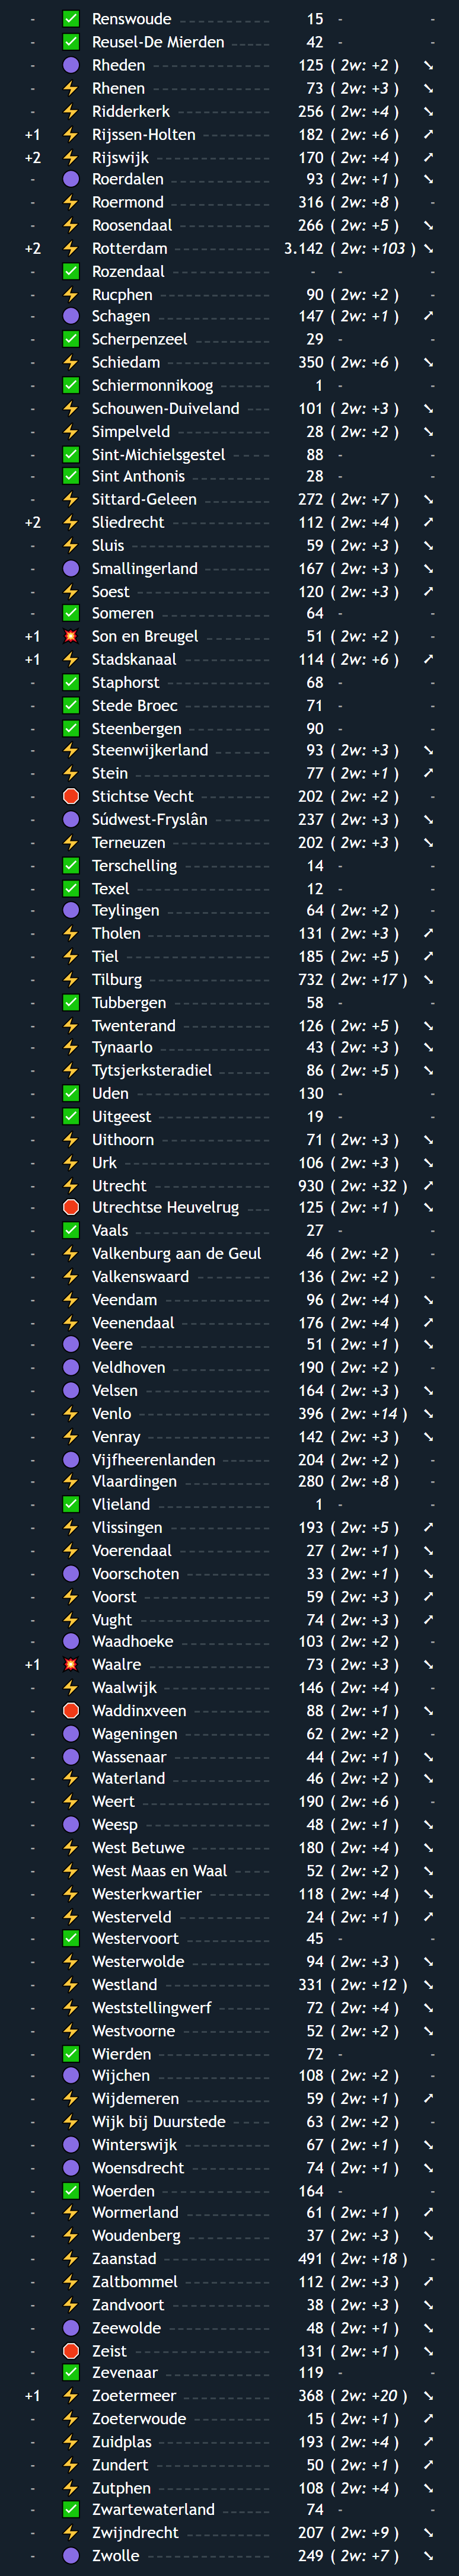 - ✅ Renswoude 15 - -
- ✅ Reusel-De Mierden 42 - -
- 🟣 Rheden 125 ( 2w: +2 ) ➘
- ⚡ Rhenen 73 ( 2w: +3 ) ➘
- ⚡ Ridderkerk 256 ( 2w: +4 ) ➘
+1 ⚡ Rijssen-Holten 182 ( 2w: +6 ) ➚
+2 ⚡ Rijswijk 170 ( 2w: +4 ) ➚
- 🟣 Roerdalen 93 ( 2w: +1 ) ➘
- ⚡ Roermond 316 ( 2w: +8 ) -
- ⚡ Roosendaal 266 ( 2w: +5 ) ➘
+2 ⚡ Rotterdam 3.142 ( 2w: +103 ) ➘
- ✅ Rozendaal - - -
- ⚡ Rucphen 90 ( 2w: +2 ) -
- 🟣 Schagen 147 ( 2w: +1 ) ➚
- ✅ Scherpenzeel 29 - -
- ⚡ Schiedam 350 ( 2w: +6 ) ➘
- ✅ Schiermonnikoog 1 - -
- ⚡ Schouwen-Duiveland 101 ( 2w: +3 ) ➘
- ⚡ Simpelveld 28 ( 2w: +2 ) ➘
- ✅ Sint-Michielsgestel 88 - -
- ✅ Sint Anthonis 28 - -
- ⚡ Sittard-Geleen 272 ( 2w: +7 ) ➘
+2 ⚡ Sliedrecht 112 ( 2w: +4 ) ➚
- ⚡ Sluis 59 ( 2w: +3 ) ➘
- 🟣 Smallingerland 167 ( 2w: +3 ) ➘
- ⚡ Soest 120 ( 2w: +3 ) ➚
- ✅ Someren 64 - -
+1 💥 Son en Breugel 51 ( 2w: +2 ) -
+1 ⚡ Stadskanaal 114 ( 2w: +6 ) ➚
- ✅ Staphorst 68 - -
- ✅ Stede Broec 71 - -
- ✅ Steenbergen 90 - -
- ⚡ Steenwijkerland 93 ( 2w: +3 ) ➘
- ⚡ Stein 77 ( 2w: +1 ) ➚
- 🛑 Stichtse Vecht 202 ( 2w: +2 ) -
- 🟣 Súdwest-Fryslân 237 ( 2w: +3 ) ➘
- ⚡ Terneuzen 202 ( 2w: +3 ) ➘
- ✅ Terschelling 14 - -
- ✅ Texel 12 - -
- 🟣 Teylingen 64 ( 2w: +2 ) -
- ⚡ Tholen 131 ( 2w: +3 ) ➚
- ⚡ Tiel 185 ( 2w: +5 ) ➚
- ⚡ Tilburg 732 ( 2w: +17 ) ➘
- ✅ Tubbergen 58 - -
- ⚡ Twenterand 126 ( 2w: +5 ) ➘
- ⚡ Tynaarlo 43 ( 2w: +3 ) ➘
- ⚡ Tytsjerksteradiel 86 ( 2w: +5 ) ➘
- ✅ Uden 130 - -
- ✅ Uitgeest 19 - -
- ⚡ Uithoorn 71 ( 2w: +3 ) ➘
- ⚡ Urk 106 ( 2w: +3 ) ➘
- ⚡ Utrecht 930 ( 2w: +32 ) ➚
- 🛑 Utrechtse Heuvelrug 125 ( 2w: +1 ) ➘
- ✅ Vaals 27 - -
- ⚡ Valkenburg aan de Geul 46 ( 2w: +2 ) -
- ⚡ Valkenswaard 136 ( 2w: +2 ) -
- ⚡ Veendam 96 ( 2w: +4 ) ➘
- ⚡ Veenendaal 176 ( 2w: +4 ) ➚
- 🟣 Veere 51 ( 2w: +1 ) ➘
- 🟣 Veldhoven 190 ( 2w: +2 ) -
- 🟣 Velsen 164 ( 2w: +3 ) ➘
- ⚡ Venlo 396 ( 2w: +14 ) ➘
- ⚡ Venray 142 ( 2w: +3 ) ➘
- 🟣 Vijfheerenlanden 204 ( 2w: +2 ) -
- ⚡ Vlaardingen 280 ( 2w: +8 ) -
- ✅ Vlieland 1 - -
- ⚡ Vlissingen 193 ( 2w: +5 ) ➚
- ⚡ Voerendaal 27 ( 2w: +1 ) ➘
- 🟣 Voorschoten 33 ( 2w: +1 ) ➘
- ⚡ Voorst 59 ( 2w: +3 ) ➚
- ⚡ Vught 74 ( 2w: +3 ) ➚
- 🟣 Waadhoeke 103 ( 2w: +2 ) -
+1 💥 Waalre 73 ( 2w: +3 ) ➘
- ⚡ Waalwijk 146 ( 2w: +4 ) -
- 🛑 Waddinxveen 88 ( 2w: +1 ) ➘
- 🟣 Wageningen 62 ( 2w: +2 ) -
- 🟣 Wassenaar 44 ( 2w: +1 ) ➘
- ⚡ Waterland 46 ( 2w: +2 ) ➘
- ⚡ Weert 190 ( 2w: +6 ) -
- 🟣 Weesp 48 ( 2w: +1 ) ➘
- ⚡ West Betuwe 180 ( 2w: +4 ) ➘
- ⚡ West Maas en Waal 52 ( 2w: +2 ) ➘
- ⚡ Westerkwartier 118 ( 2w: +4 ) ➘
- ⚡ Westerveld 24 ( 2w: +1 ) ➚
- ✅ Westervoort 45 - -
- ⚡ Westerwolde 94 ( 2w: +3 ) ➘
- ⚡ Westland 331 ( 2w: +12 ) ➘
- ⚡ Weststellingwerf 72 ( 2w: +4 ) ➘
- ⚡ Westvoorne 52 ( 2w: +2 ) ➘
- ✅ Wierden 72 - -
- 🟣 Wijchen 108 ( 2w: +2 ) -
- ⚡ Wijdemeren 59 ( 2w: +1 ) ➚
- ⚡ Wijk bij Duurstede 63 ( 2w: +2 ) -
- 🟣 Winterswijk 67 ( 2w: +1 ) ➘
- 🟣 Woensdrecht 74 ( 2w: +1 ) ➘
- ✅ Woerden 164 - -
- ⚡ Wormerland 61 ( 2w: +1 ) ➚
- ⚡ Woudenberg 37 ( 2w: +3 ) ➘
- ⚡ Zaanstad 491 ( 2w: +18 ) -
- ⚡ Zaltbommel 112 ( 2w: +3 ) ➚
- ⚡ Zandvoort 38 ( 2w: +3 ) ➘
- 🟣 Zeewolde 48 ( 2w: +1 ) ➘
- 🛑 Zeist 131 ( 2w: +1 ) ➘
- ✅ Zevenaar 119 - -
+1 ⚡ Zoetermeer 368 ( 2w: +20 ) ➘
- ⚡ Zoeterwoude 15 ( 2w: +1 ) ➚
- ⚡ Zuidplas 193 ( 2w: +4 ) ➚
- ⚡ Zundert 50 ( 2w: +1 ) ➚
- ⚡ Zutphen 108 ( 2w: +4 ) ➘
- ✅ Zwartewaterland 74 - -
- ⚡ Zwijndrecht 207 ( 2w: +9 ) ➘
- 🟣 Zwolle 249 ( 2w: +7 ) ➘